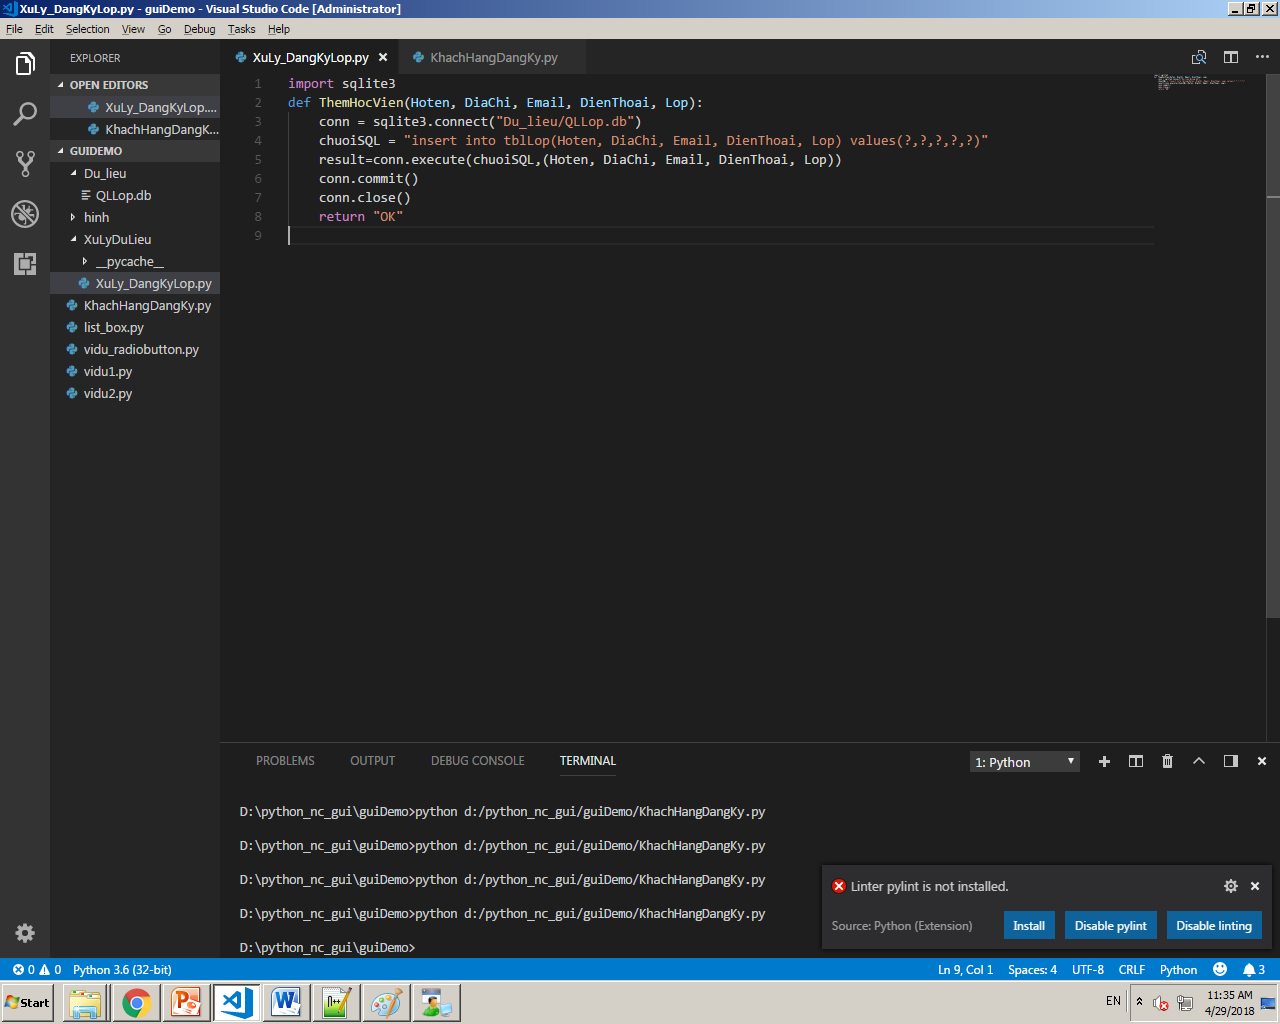 XuLy_DangKyLop.py - guiDemo - Visual Studio Code [Administrator]
File Edit Selection View Go Debug Tasks Help
EXPLORER
OPEN EDITORS
XuLy_DangKyLop....
KhachHangDangK...
GUIDEMO
Du_lieu
QLLop.db
hinh
XuLyDuLieu
__pycache__
XuLy_DangKyLop.py
KhachHangDangKy.py
list_box.py
vidu_radiobutton.py
vidu1.py
vidu2.py
XuLy_DangKyLop.py KhachHangDangKy.py
1 import sqlite3
2 def ThemHocVien(Hoten, DiaChi, Email, DienThoai, Lop):
3 conn = sqlite3.connect("Du_lieu/QLLop.db")
4 chuoiSQL = "insert into tblLop(Hoten, DiaChi, Email, DienThoai, Lop) values(?,?,?,?,?)"
5 result=conn.execute(chuoiSQL,(Hoten, DiaChi, Email, DienThoai, Lop))
6 conn.commit()
7 conn.close()
8 return "OK"
9
PROBLEMS OUTPUT DEBUG CONSOLE TERMINAL 1: Python
D:\python_nc_gui\guiDemo>python d:/python_nc_gui/guiDemo/KhachHangDangKy.py
D:\python_nc_gui\guiDemo>python d:/python_nc_gui/guiDemo/KhachHangDangKy.py
D:\python_nc_gui\guiDemo>python d:/python_nc_gui/guiDemo/KhachHangDangKy.py
D:\python_nc_gui\guiDemo>python d:/python_nc_gui/guiDemo/KhachHangDangKy.py
D:\python_nc_gui\guiDemo>
Linter pylint is not installed.
Source: Python (Extension) Install Disable pylint Disable linting
0 0 Python 3.6 (32-bit) Ln 9, Col 1 Spaces: 4 UTF-8 CRLF Python 3
Start EN 11:35 AM
4/29/2018